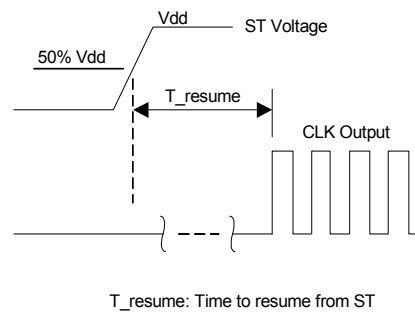 Vdd
ST Voltage
50% Vdd
T_resume
CLK Output
T_resume: Time to resume from ST